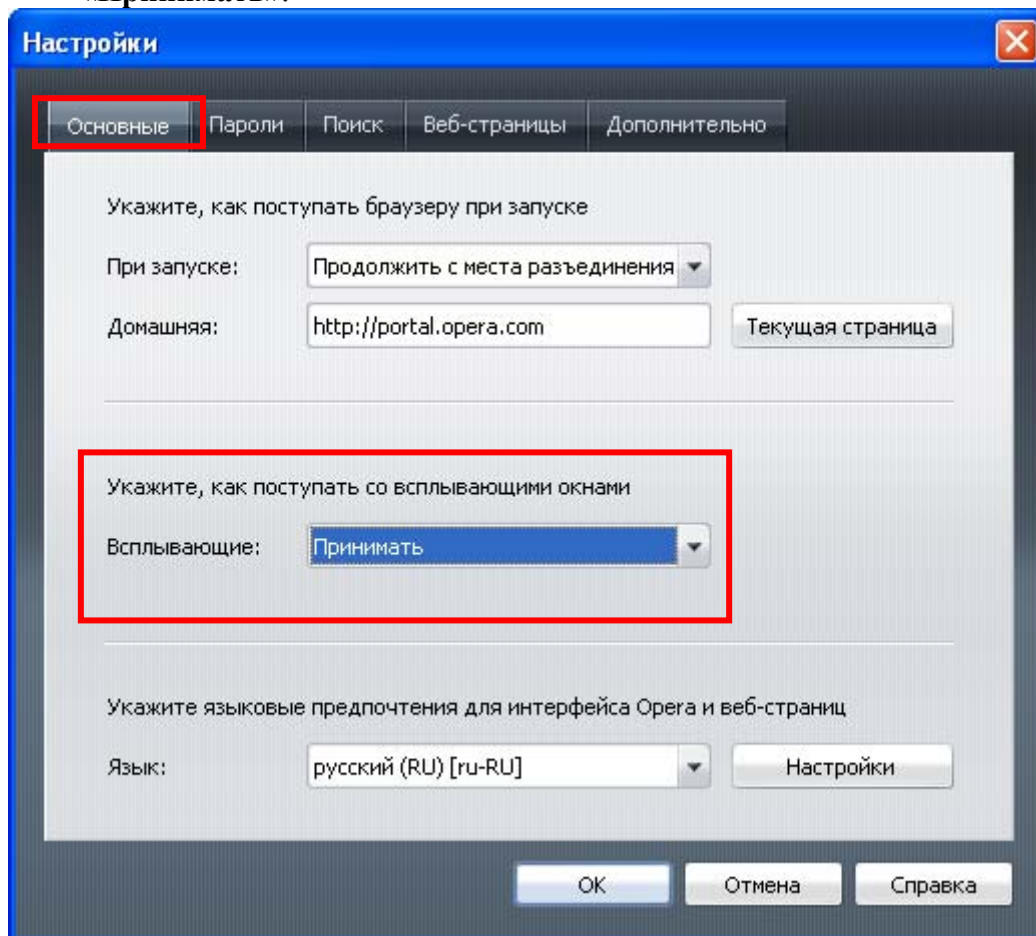 Настройки
Основные Пароли Поиск Веб-страницы Дополнительно
Укажите, как поступать браузеру при запуске
При запуске: Продолжить с места разъединения
Домашняя: http://portal.opera.com Текущая страница
Укажите, как поступать со всплывающими окнами
Всплывающие: Принимать
Укажите языковые предпочтения для интерфейса Opera и веб-страниц
Язык: русский (RU) [ru-RU] Настройки
OK Отмена Справка